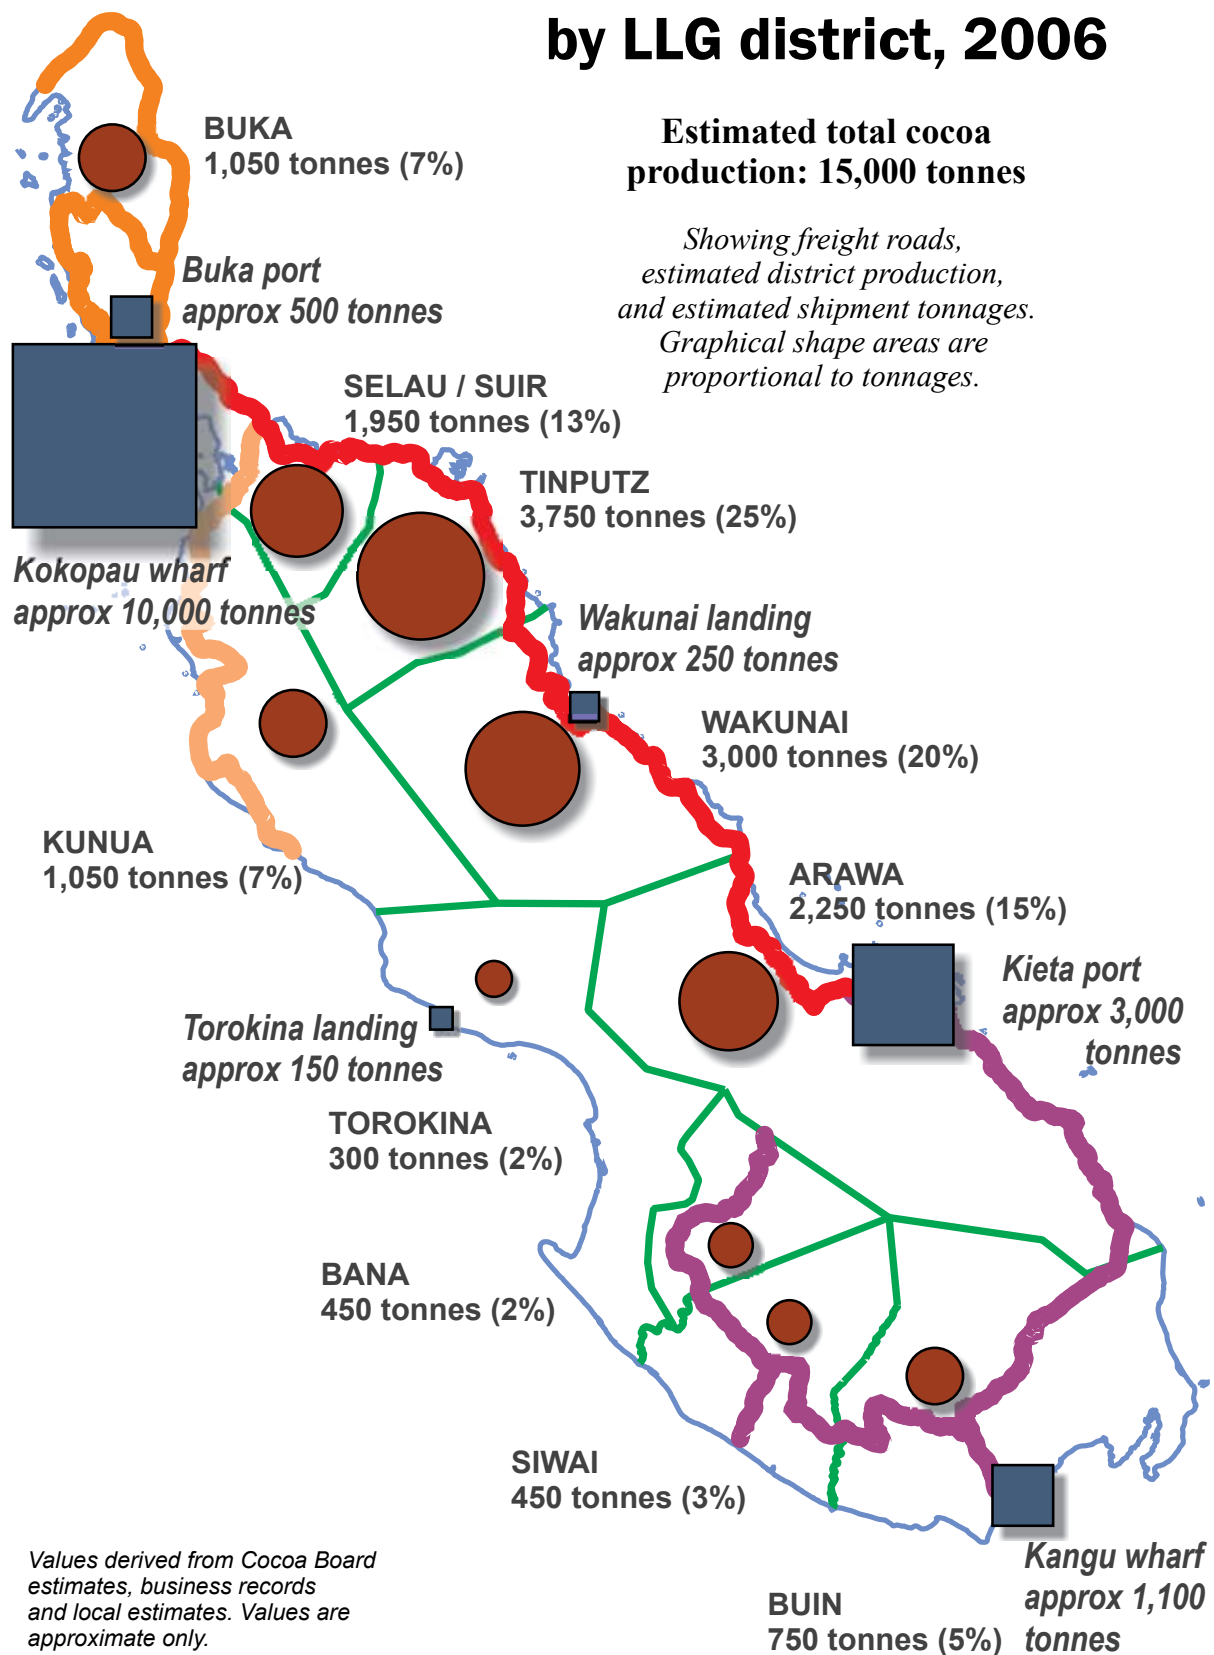 by LLG district, 2006
Estimated total cocoa
production: 15,000 tonnes
Showing freight roads,
estimated district production,
and estimated shipment tonnages.
Graphical shape areas are
proportional to tonnages.
BUKA
1,050 tonnes (7%)
Buka port
approx 500 tonnes
SELAU / SUIR
1,950 tonnes (13%)
TINPUTZ
3,750 tonnes (25%)
Kokopau wharf
approx 10,000 tonnes
Wakunai landing
approx 250 tonnes
WAKUNAI
3,000 tonnes (20%)
KUNUA
1,050 tonnes (7%)
ARAWA
2,250 tonnes (15%)
Kieta port
approx 3,000
tonnes
Torokina landing
approx 150 tonnes
TOROKINA
300 tonnes (2%)
BANA
450 tonnes (2%)
SIWAI
450 tonnes (3%)
Kangu wharf
approx 1,100
tonnes
BUIN
750 tonnes (5%)
Values derived from Cocoa Board
estimates, business records
and local estimates. Values are
approximate only.